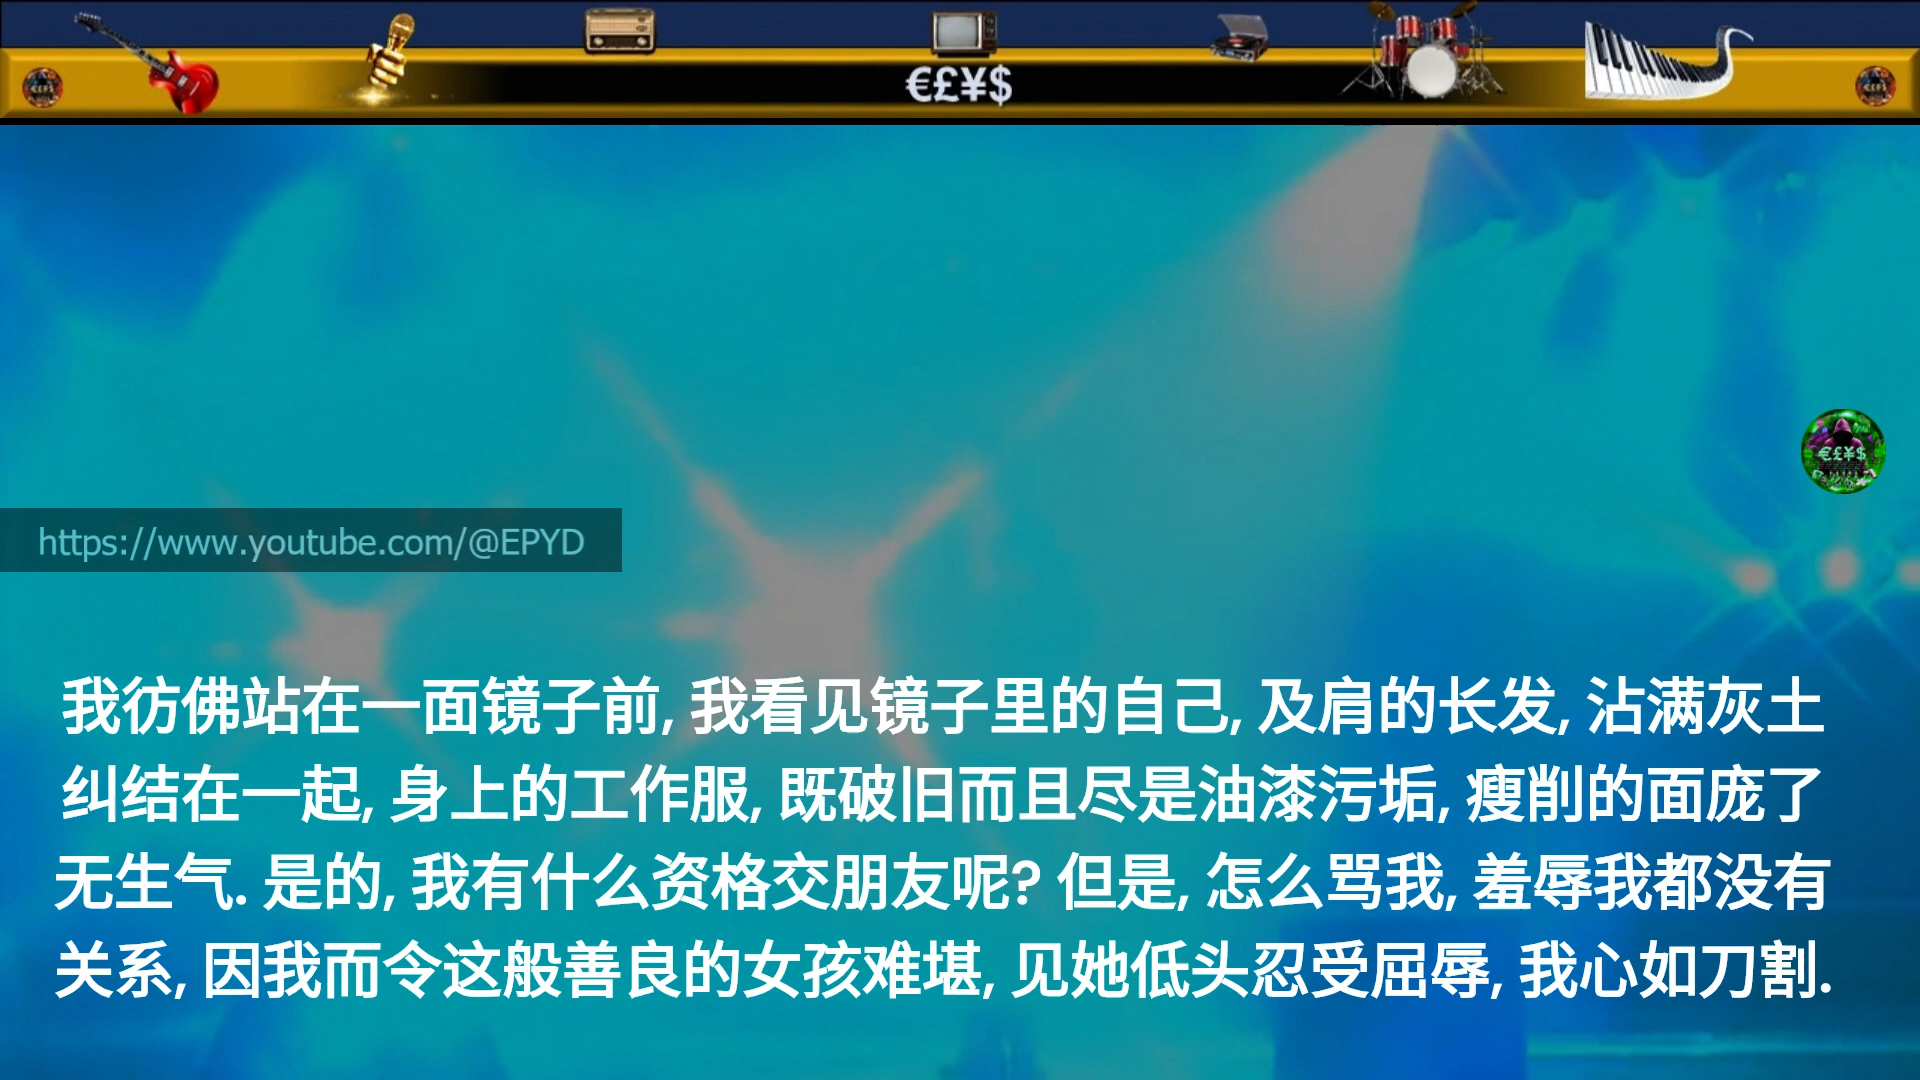 €£¥$
https://www.youtube.com/@EPYD
我彷佛站在一面镜子前, 我看见镜子里的自己, 及肩的长发, 沾满灰土
纠结在一起, 身上的工作服, 既破旧而且尽是油漆污垢, 瘦削的面庞了
无生气. 是的, 我有什么资格交朋友呢? 但是, 怎么骂我, 羞辱我都没有
关系, 因我而令这般善良的女孩难堪, 见她低头忍受屈辱, 我心如刀割.